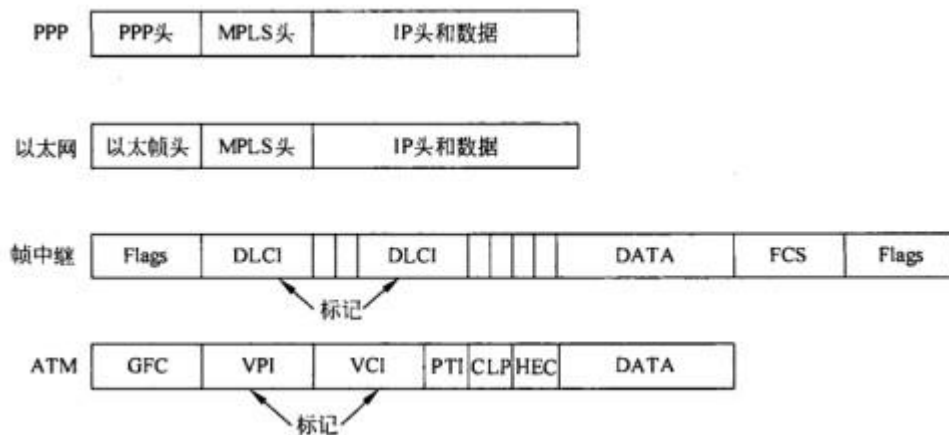 PPP PPP头 MPLS头 IP头和数据
以太网 以太帧头 MPLS头 IP头和数据
帧中继 Flags DLCI DLCI DATA FCS Flags
标记
ATM GFC VPI VCI PTI CLP HEC DATA
标记